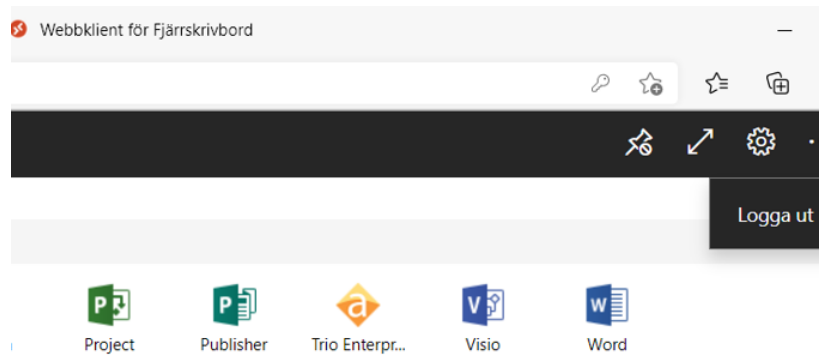 Webbklient för Fjärrskrivbord
Logga ut
Project Publisher Trio Enterpr... Visio Word